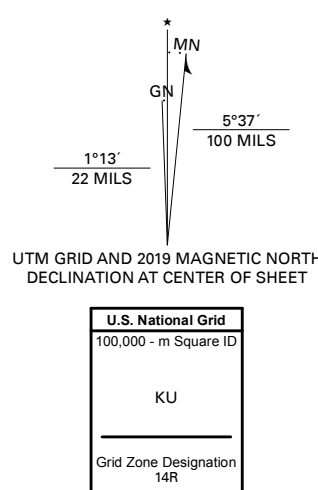 ★
MN
GN
5°37´
100 MILS
1°13´
22 MILS
UTM GRID AND 2019 MAGNETIC NORTH
DECLINATION AT CENTER OF SHEET
U.S. National Grid
100,000 - m Square ID
KU
Grid Zone Designation
14R